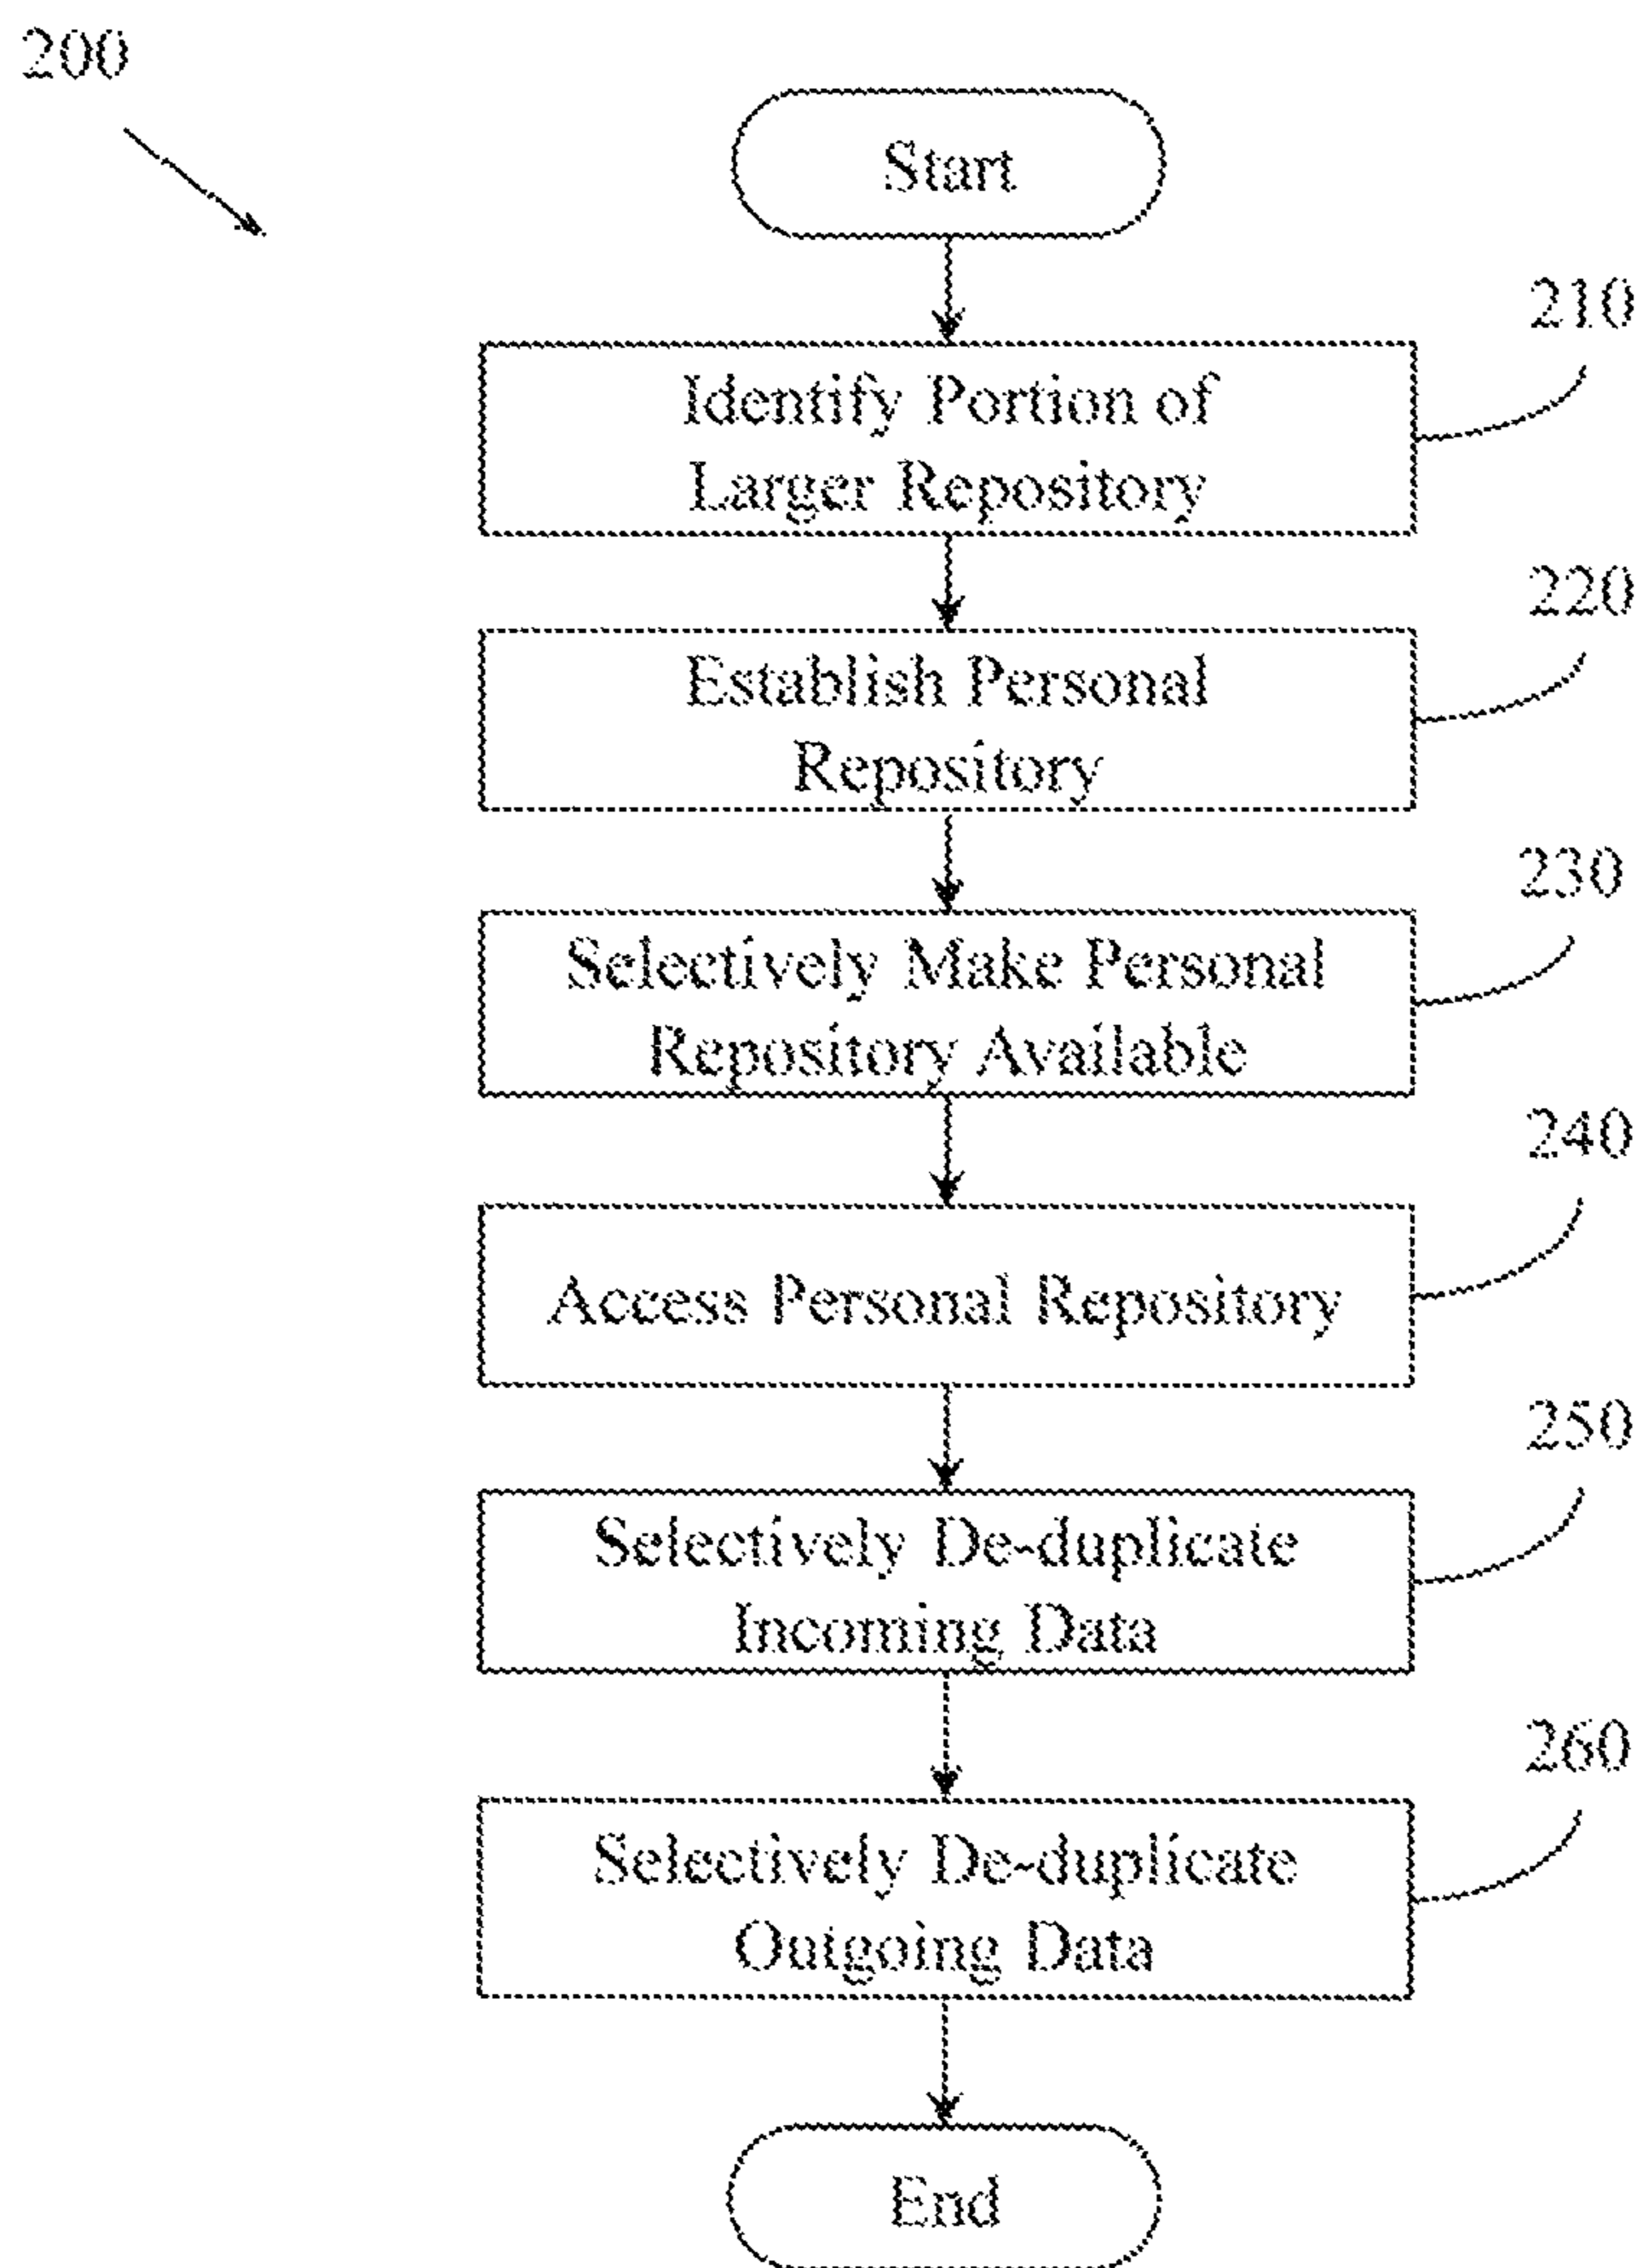 200
Start
210
Identify Portion of
Larger Repository
220
Establish Personal
Repository
230
Selectively Make Personal
Repository Available
240
Access Personal Repository
250
Selectively De-duplicate
Incoming Data
260
Selectively De-duplicate
Outgoing Data
End